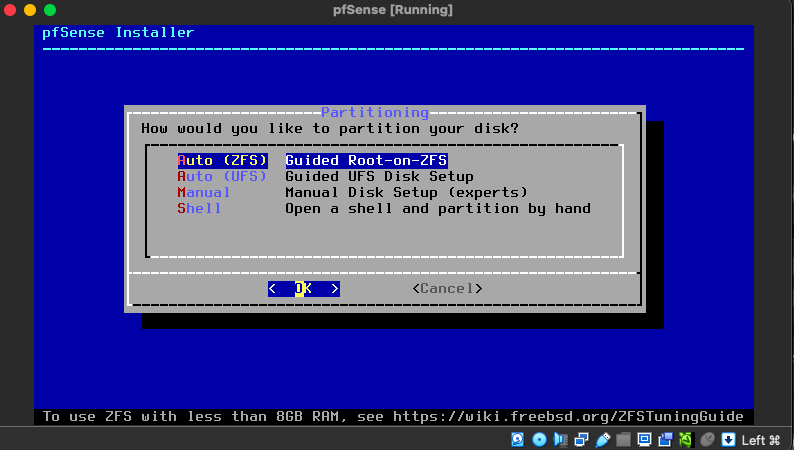 pfSense [Running]
pfSense Installer
Partitioning
How would you like to partition your disk?
Auto (ZFS) Guided Root-on-ZFS
Auto (UFS) Guided UFS Disk Setup
Manual Manual Disk Setup (experts)
Shell Open a shell and partition by hand
< OK > <Cancel>
To use ZFS with less than 8GB RAM, see https://wiki.freebsd.org/ZFSTuningGuide
Left ⌘